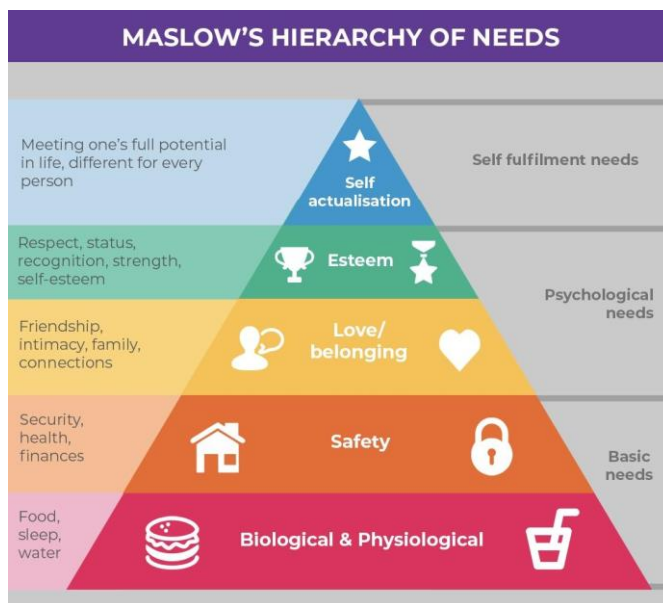 MASLOW'S HIERARCHY OF NEEDS
Meeting one's full potential
in life, different for every
person
Self
actualisation
Self fulfilment needs
Respect, status,
recognition, strength,
self-esteem
Esteem
Psychological
needs
Friendship,
intimacy, family,
connections
Love/
belonging
Security,
health,
finances
Safety
Basic
needs
Food,
sleep,
water
Biological & Physiological